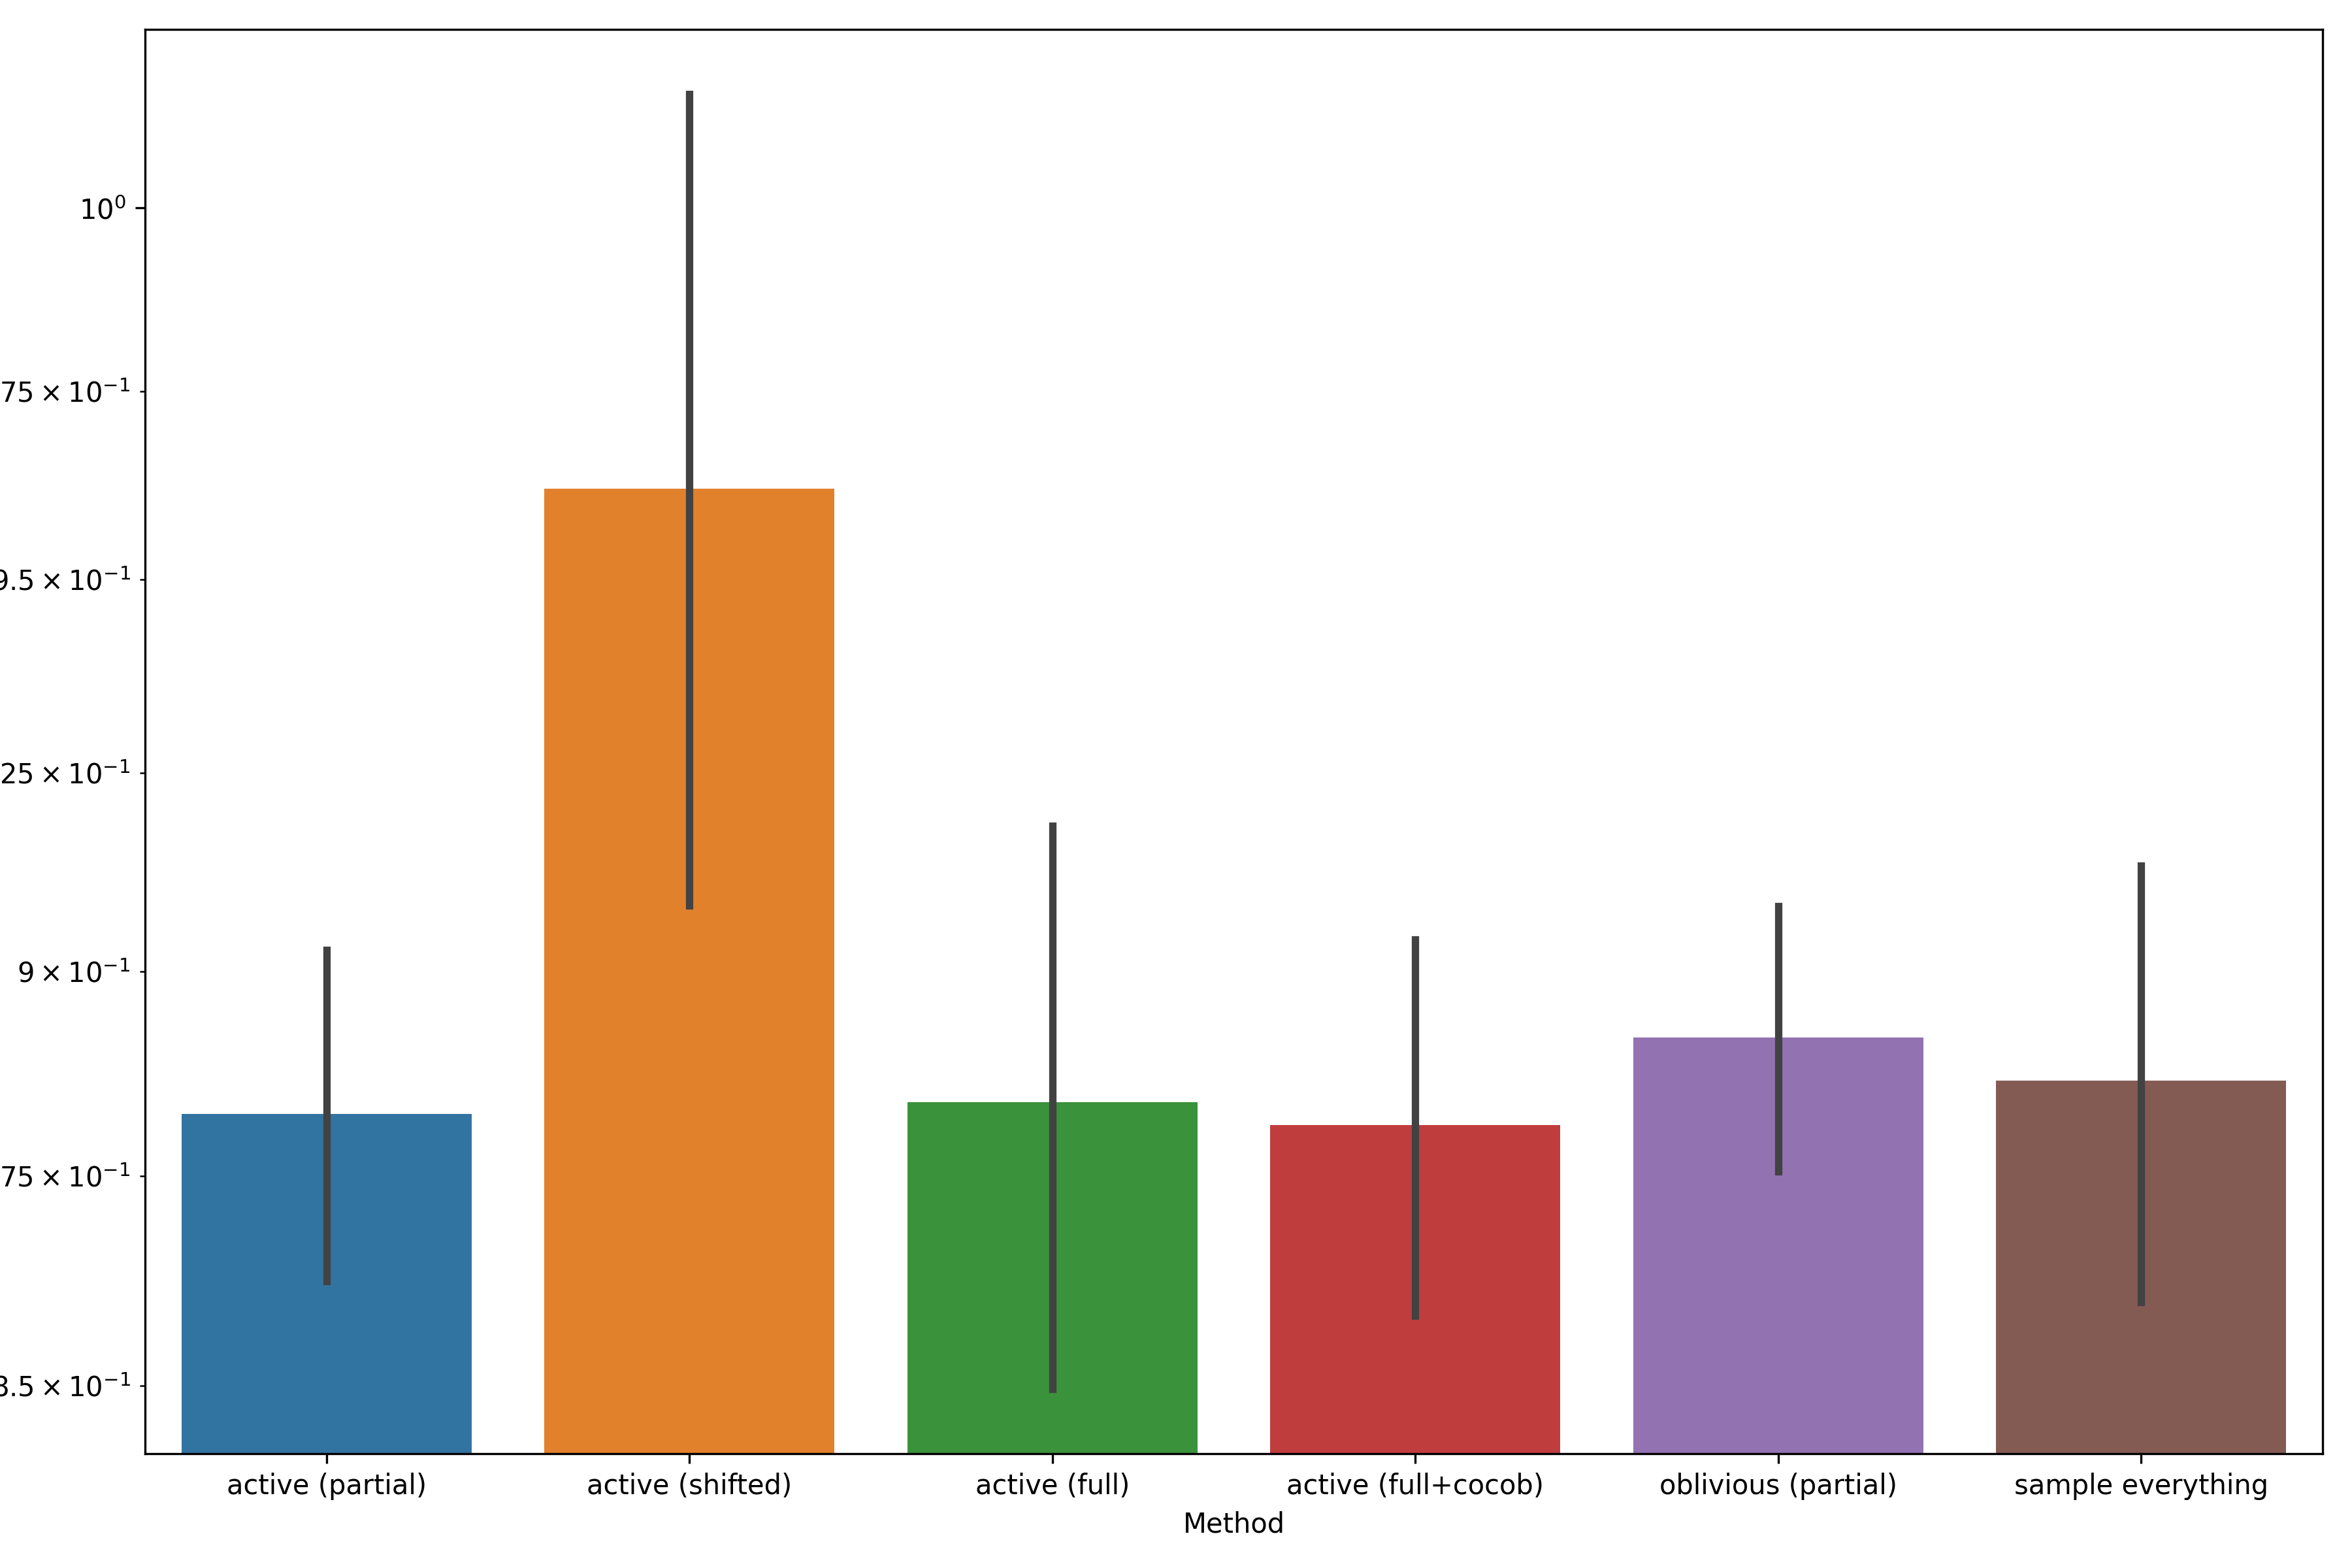 10⁰
75 × 10⁻¹
9.5 × 10⁻¹
25 × 10⁻¹
9 × 10⁻¹
75 × 10⁻¹
8.5 × 10⁻¹
active (partial) active (shifted) active (full) active (full+cocob) oblivious (partial) sample everything
Method